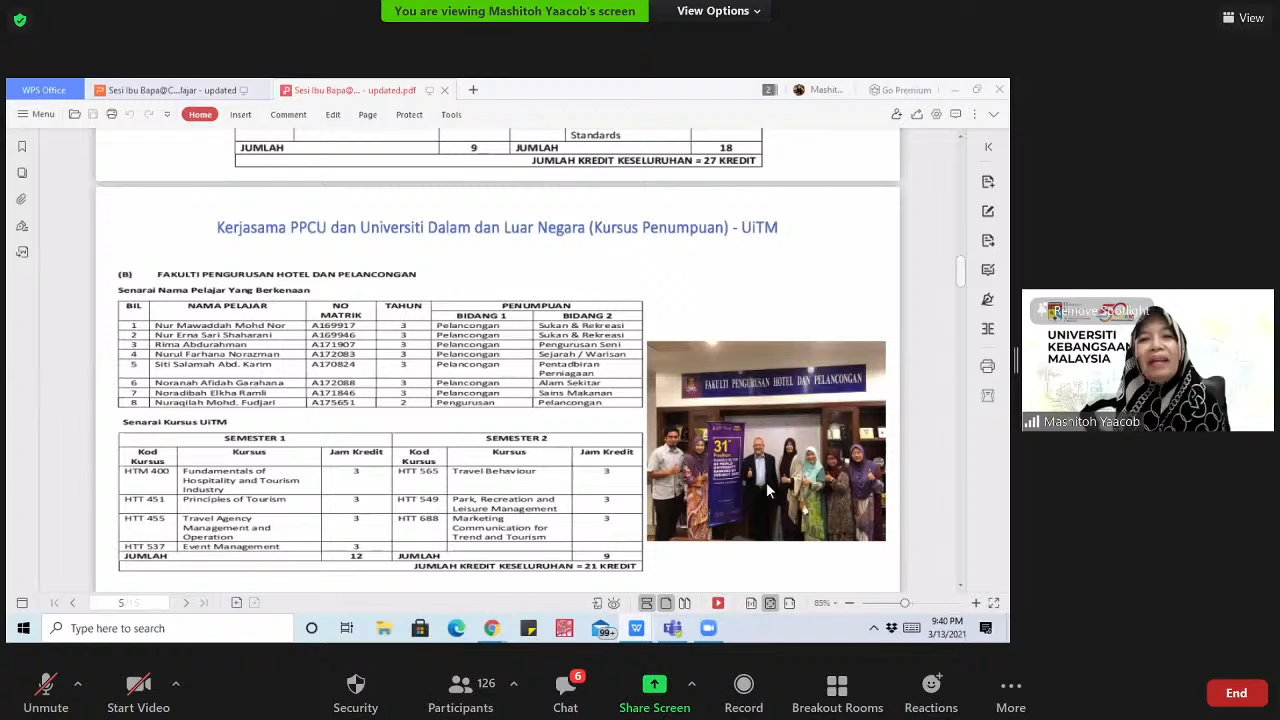 You are viewing Mashitoh Yaacob's screen
View Options
View
WPS Office
Sesi Ibu Bapa@C...fajar - updated
Sesi Ibu Bapa@... - updated.pdf
2
Mashit...
Go Premium
Menu
Home
Insert
Comment
Edit
Page
Protect
Tools
Standards
JUMLAH 9 JUMLAH 18
JUMLAH KREDIT KESELURUHAN = 27 KREDIT
Kerjasama PPCU dan Universiti Dalam dan Luar Negara (Kursus Penumpuan) - UiTM
(B) FAKULTI PENGURUSAN HOTEL DAN PELANCONGAN
Senarai Nama Pelajar Yang Berkenaan
BIL NAMA PELAJAR NO MATRIK TAHUN PENUMPUAN
BIDANG 1 BIDANG 2
1 Nur Mawaddah Mohd Nor A169917 3 Pelancongan Sukan & Rekreasi
2 Nur Erna Sari Shaharani A169946 3 Pelancongan Sukan & Rekreasi
3 Rima Abdurahman A171907 3 Pelancongan Pengurusan Seni
4 Nurul Farhana Norazman A172083 3 Pelancongan Sejarah / Warisan
5 Siti Salamah Abd. Karim A170824 3 Pelancongan Pentadbiran
Perniagaan
6 Noranah Afidah Garahana A172088 3 Pelancongan Alam Sekitar
7 Noradibah Elkha Ramli A171846 3 Pelancongan Sains Makanan
8 Nuraqilah Mohd. Fudjari A175651 2 Pengurusan Pelancongan
Senarai Kursus UiTM
SEMESTER 1 SEMESTER 2
Kod Kursus Kursus Jam Kredit Kod Kursus Kursus Jam Kredit
HTM 400 Fundamentals of 3 HTT 565 Travel Behaviour 3
Hospitality and Tourism
Industry
HTT 451 Principles of Tourism 3 HTT 549 Park, Recreation and 3
Leisure Management
HTT 455 Travel Agency 3 HTT 688 Marketing 3
Management and Communication for
Operation Trend and Tourism
HTT 537 Event Management 3
JUMLAH 12 JUMLAH 9
JUMLAH KREDIT KESELURUHAN = 21 KREDIT
FAKULTI PENGURUSAN HOTEL DAN PELANCONGAN
31
Position
Remove Spotlight
UNIVERSITI
KEBANGSAAN
MALAYSIA
Mashitoh Yaacob
5/15
85%
Type here to search
99+
9:40 PM
3/13/2021
Unmute
Start Video
Security
Participants
126
Chat
6
Share Screen
Record
Breakout Rooms
Reactions
More
End